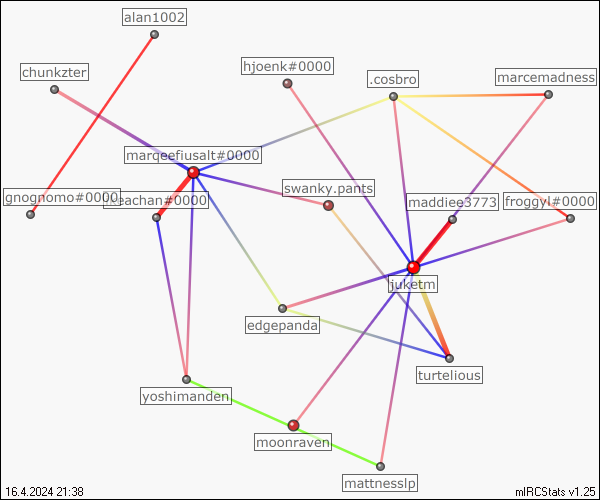 alan1002
hjoenk#0000
chunkzter
.cosbro
marcemadness
marqeefiusalt#0000
swanky.pants
gnognomo#0000
eachan#0000
maddiee3773
froggyl#0000
juketm
edgepanda
turtelious
yoshimanden
moonraven
mattnesslp
16.4.2024 21:38
mIRCStats v1.25